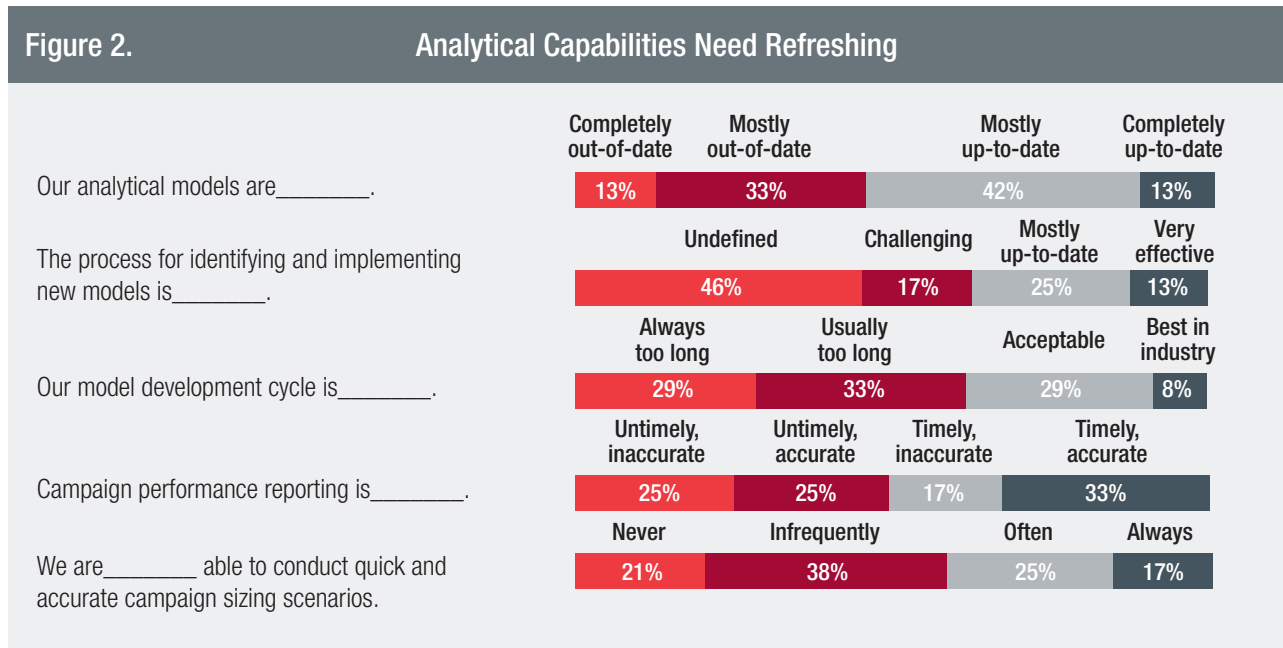 Figure 2. Analytical Capabilities Need Refreshing
Completely Mostly Mostly Completely
out-of-date out-of-date up-to-date up-to-date
Our analytical models are_______.
13% 33% 42% 13%
Undefined Challenging Mostly Very
up-to-date effective
The process for identifying and implementing
new models is_______.
46% 17% 25% 13%
Always Usually Acceptable Best in
too long too long industry
Our model development cycle is_______.
29% 33% 29% 8%
Untimely, Untimely, Timely, Timely,
inaccurate accurate inaccurate accurate
Campaign performance reporting is_______.
25% 25% 17% 33%
Never Infrequently Often Always
We are_______ able to conduct quick and
accurate campaign sizing scenarios.
21% 38% 25% 17%